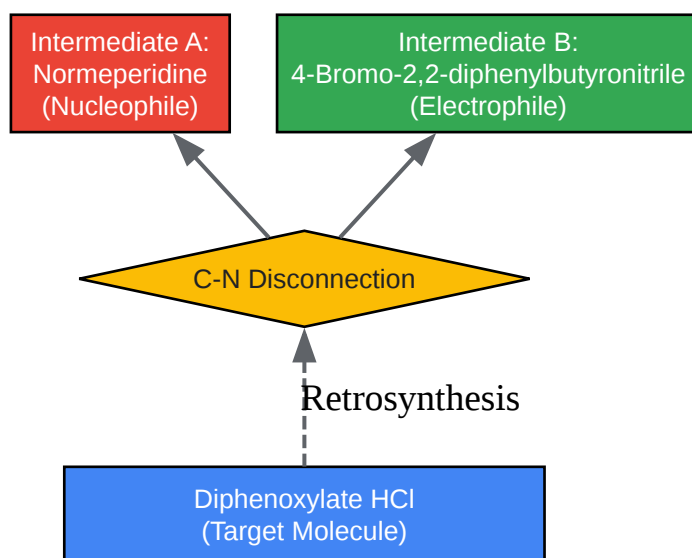 Intermediate A:
Normeperidine
(Nucleophile)
Intermediate B:
4-Bromo-2,2-diphenylbutyronitrile
(Electrophile)
C-N Disconnection
Retrosynthesis
Diphenoxylate HCl
(Target Molecule)